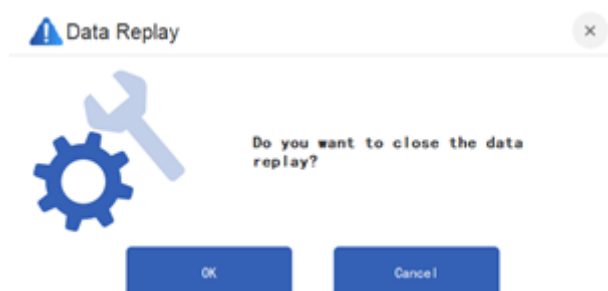 Data Replay
Do you want to close the data
replay?
OK
Cancel